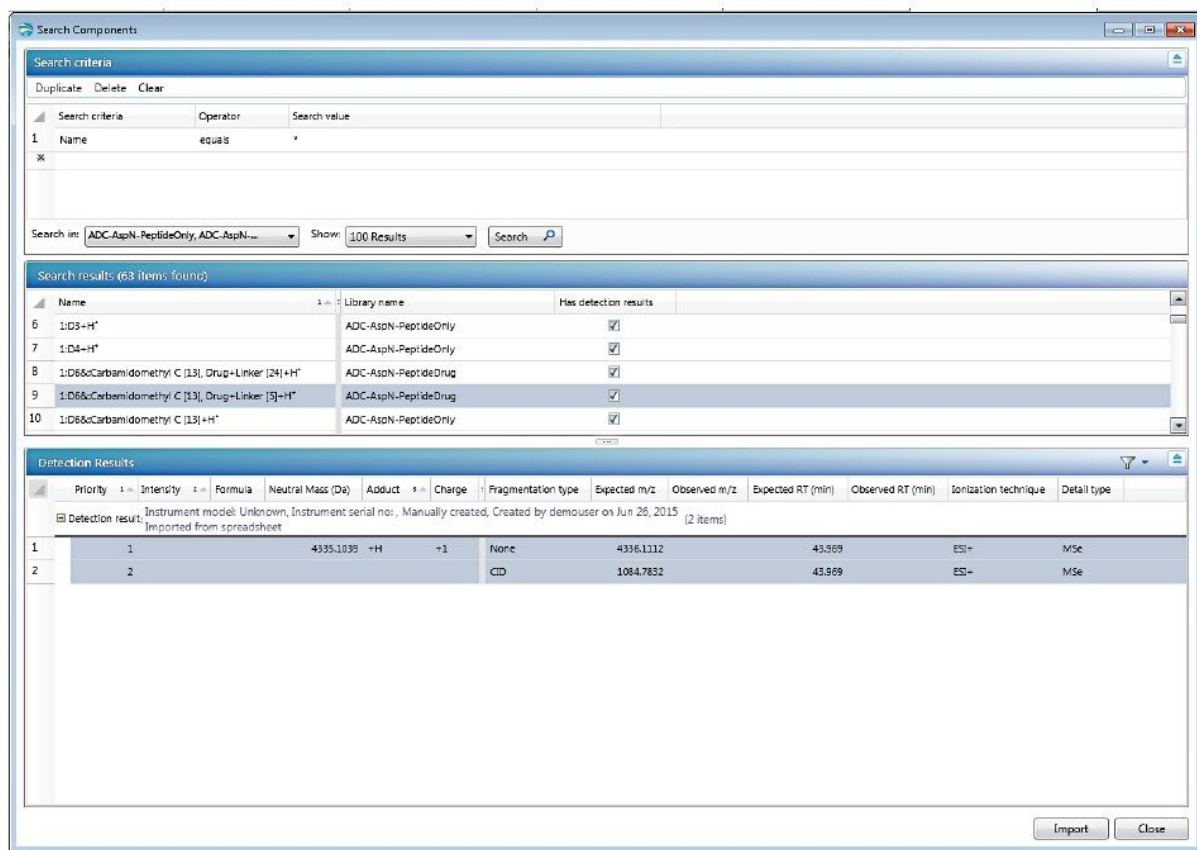 Search Components
Search criteria
Duplicate Delete Clear
Search criteria Operator Search value
1 Name equals *
Search in: ADC-AspN-PeptideOnly, ADC-AspN-... Show: 100 Results Search
Search results (63 items found)
Name 1 Library name Has detection results
6 1:D3+H⁺ ADC-AspN-PeptideOnly
7 1:D4+H⁺ ADC-AspN-PeptideOnly
8 1:D6&:Carbamidomethyl C [13], Drug+Linker [24]+H⁺ ADC-AspN-PeptideDrug
9 1:D6&:Carbamidomethyl C [13], Drug+Linker [5]+H⁺ ADC-AspN-PeptideDrug
10 1:D6&:Carbamidomethyl C [13]+H⁺ ADC-AspN-PeptideOnly
Detection Results
Priority 1 Intensity 2 Formula Neutral Mass (Da) Adduct Charge Fragmentation type Expected m/z Observed m/z Expected RT (min) Observed RT (min) Ionization technique Detail type
Detection result: Instrument model: Unknown, Instrument serial no: , Manually created, Created by demouser on Jun 26, 2015 (2 items)
Imported from spreadsheet
1 1 4335.1039 +H +1 None 4336.1112 43.969 ESI+ MSe
2 2 CID 1084.7832 43.969 ESI+ MSe
Import Close